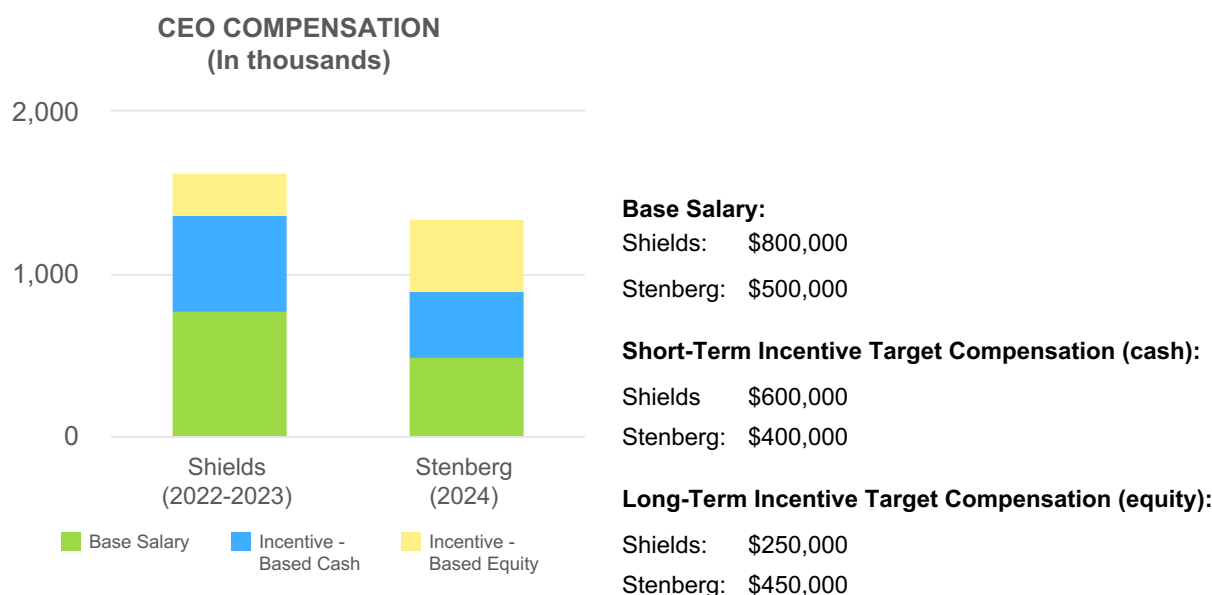 CEO COMPENSATION
(In thousands)
2,000
1,000
0
Shields
(2022-2023)
Stenberg
(2024)
Base Salary
Incentive -
Based Cash
Incentive -
Based Equity
Base Salary:
Shields: $800,000
Stenberg: $500,000
Short-Term Incentive Target Compensation (cash):
Shields $600,000
Stenberg: $400,000
Long-Term Incentive Target Compensation (equity):
Shields: $250,000
Stenberg: $450,000